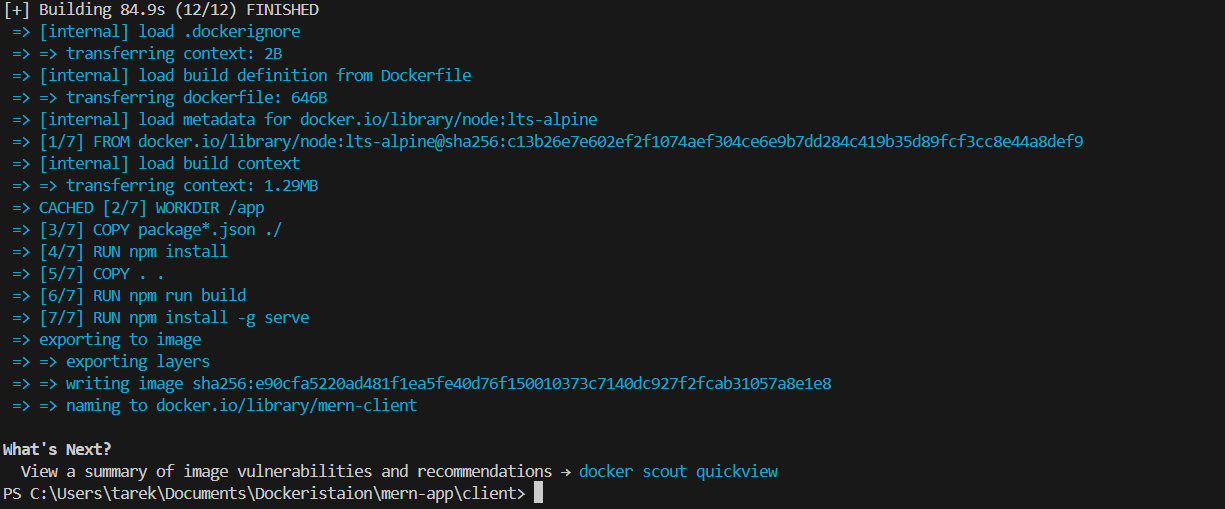 [+] Building 84.9s (12/12) FINISHED
=> [internal] load .dockerignore
=> => transferring context: 2B
=> [internal] load build definition from Dockerfile
=> => transferring dockerfile: 646B
=> [internal] load metadata for docker.io/library/node:lts-alpine
=> [1/7] FROM docker.io/library/node:lts-alpine@sha256:c13b26e7e602ef2f1074aef304ce6e9b7dd284c419b35d89fcf3cc8e44a8def9
=> [internal] load build context
=> => transferring context: 1.29MB
=> CACHED [2/7] WORKDIR /app
=> [3/7] COPY package*.json ./
=> [4/7] RUN npm install
=> [5/7] COPY . .
=> [6/7] RUN npm run build
=> [7/7] RUN npm install -g serve
=> exporting to image
=> => exporting layers
=> => writing image sha256:e90cfa5220ad481f1ea5fe40d76f150010373c7140dc927f2fcab31057a8e1e8
=> => naming to docker.io/library/mern-client
What's Next?
View a summary of image vulnerabilities and recommendations → docker scout quickview
PS C:\Users\tarek\Documents\Dockeristaion\mern-app\client>